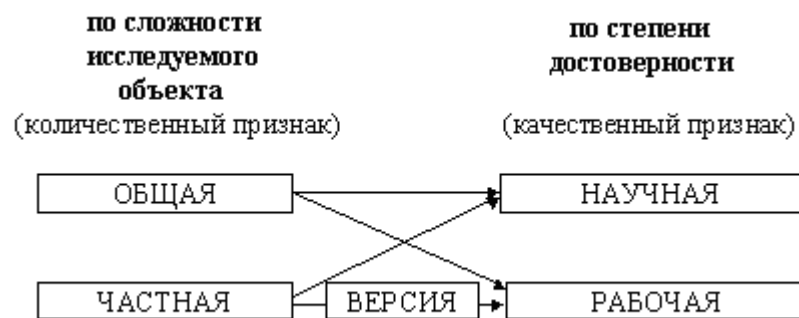 по сложности
исследуемого
объекта
(количественный признак)
по степени
достоверности
(качественный признак)
ОБЩАЯ
НАУЧНАЯ
ЧАСТНАЯ
ВЕРСИЯ
РАБОЧАЯ